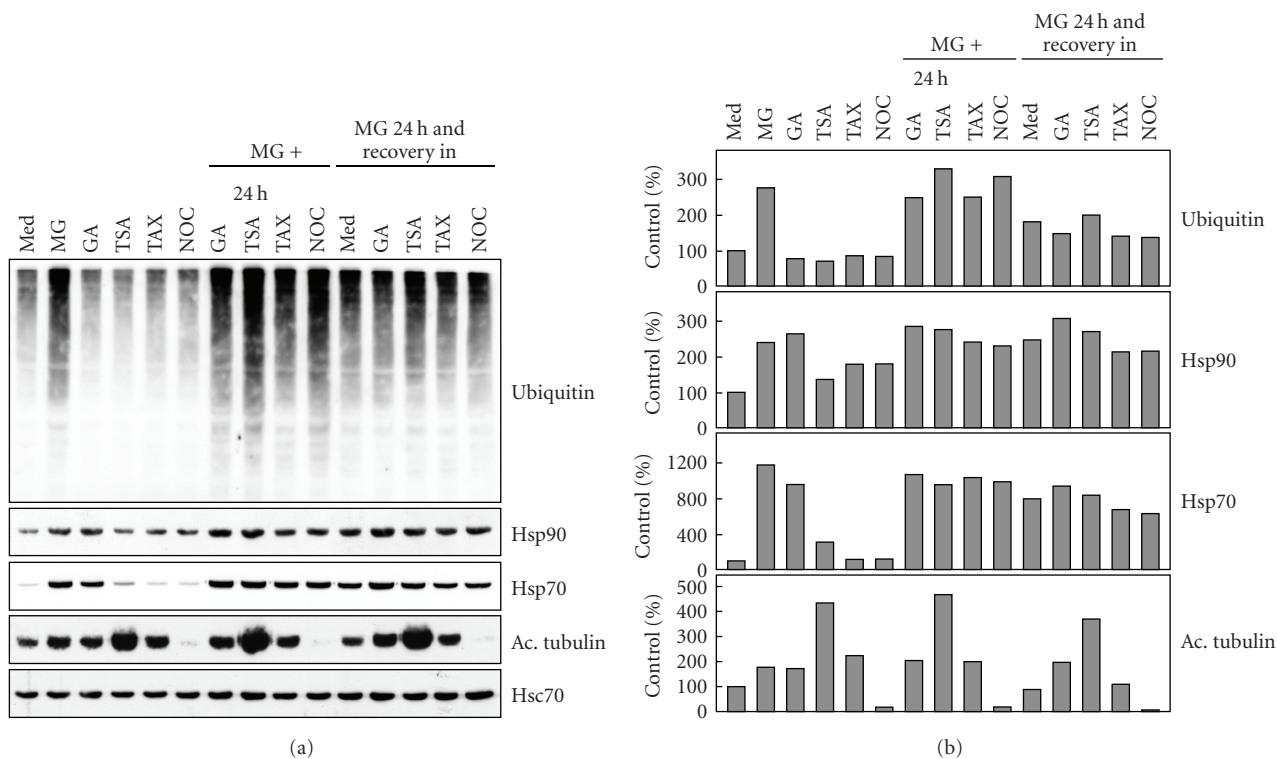 MG 24 h and
MG +
recovery in
24 h
Med
MG
GA
TSA
TAX
NOC
GA
TSA
TAX
NOC
Med
GA
TSA
TAX
NOC
Ubiquitin
Hsp90
Hsp70
Ac. tubulin
Hsc70
(a)
MG 24 h and
MG +
recovery in
24 h
Med
MG
GA
TSA
TAX
NOC
GA
TSA
TAX
NOC
Med
GA
TSA
TAX
NOC
Control (%)
300
200
100
0
Ubiquitin
Control (%)
300
200
100
0
Hsp90
Control (%)
1200
800
400
0
Hsp70
Control (%)
500
400
300
200
100
0
Ac. tubulin
(b)